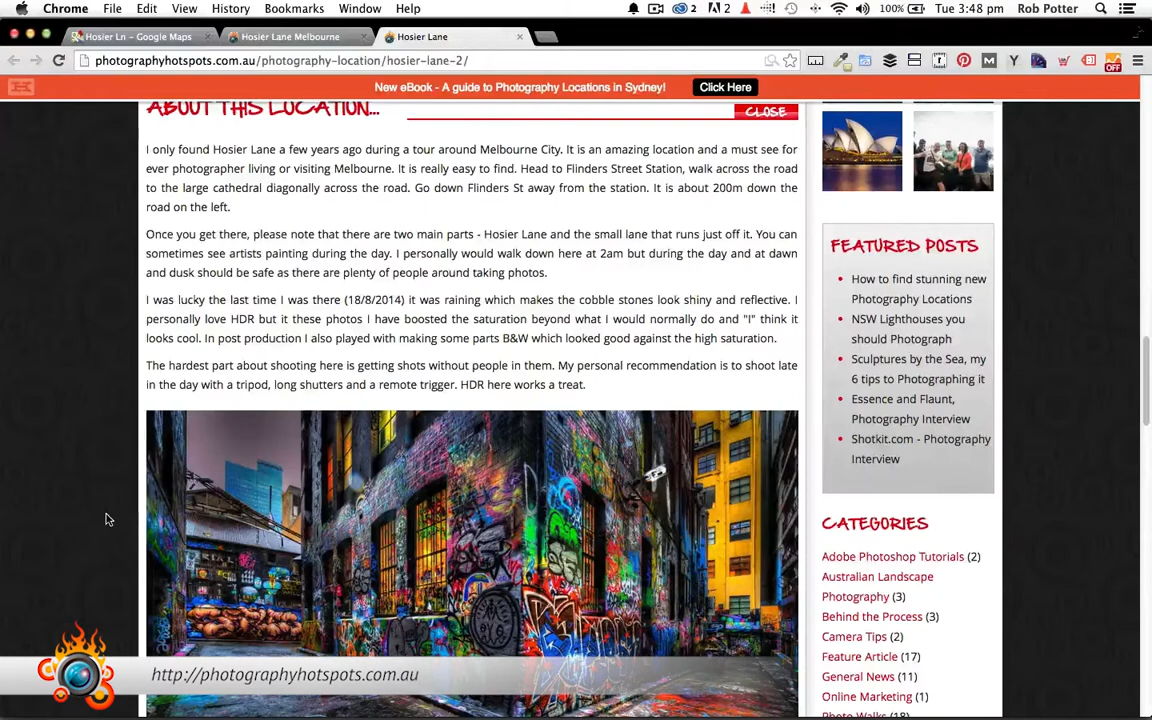 Chrome File Edit View History Bookmarks Window Help 2 2 100% Tue 3:48 pm Rob Potter
Hosier Ln - Google Maps Hosier Lane Melbourne Hosier Lane
photographyhotspots.com.au/photography-location/hosier-lane-2/
New eBook - A guide to Photography Locations in Sydney! Click Here
ABOUT THIS LOCATION... CLOSE
I only found Hosier Lane a few years ago during a tour around Melbourne City. It is an amazing location and a must see for
ever photographer living or visiting Melbourne. It is really easy to find. Head to Flinders Street Station, walk across the road
to the large cathedral diagonally across the road. Go down Flinders St away from the station. It is about 200m down the
road on the left.
Once you get there, please note that there are two main parts - Hosier Lane and the small lane that runs just off it. You can
sometimes see artists painting during the day. I personally would walk down here at 2am but during the day and at dawn
and dusk should be safe as there are plenty of people around taking photos.
I was lucky the last time I was there (18/8/2014) it was raining which makes the cobble stones look shiny and reflective. I
personally love HDR but it these photos I have boosted the saturation beyond what I would normally do and "I" think it
looks cool. In post production I also played with making some parts B&W which looked good against the high saturation.
The hardest part about shooting here is getting shots without people in them. My personal recommendation is to shoot late
in the day with a tripod, long shutters and a remote trigger. HDR here works a treat.
FEATURED POSTS
How to find stunning new
Photography Locations
NSW Lighthouses you
should Photograph
Sculptures by the Sea, my
6 tips to Photographing it
Essence and Flaunt,
Photography Interview
Shotkit.com - Photography
Interview
CATEGORIES
Adobe Photoshop Tutorials (2)
Australian Landscape
Photography (3)
Behind the Process (3)
Camera Tips (2)
Feature Article (17)
General News (11)
Online Marketing (1)
Photo Walks (18)
http://photographyhotspots.com.au